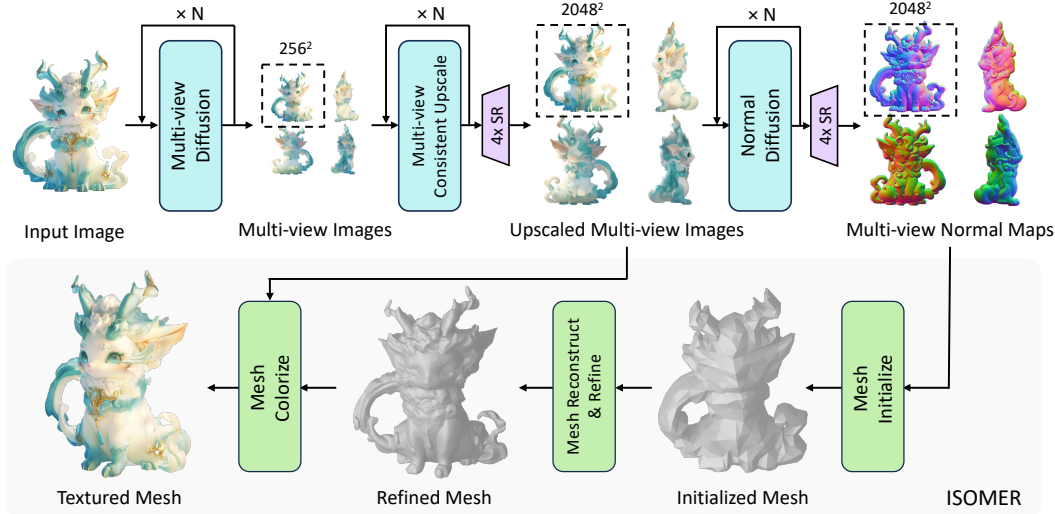 × N
× N
× N
256²
2048²
2048²
Multi-view
Diffusion
Multi-view
Consistent Upscale
4x SR
Normal
Diffusion
4x SR
Input Image
Multi-view Images
Upscaled Multi-view Images
Multi-view Normal Maps
Mesh
Colorize
Mesh Reconstruct
& Refine
Mesh
Initialize
Textured Mesh
Refined Mesh
Initialized Mesh
ISOMER